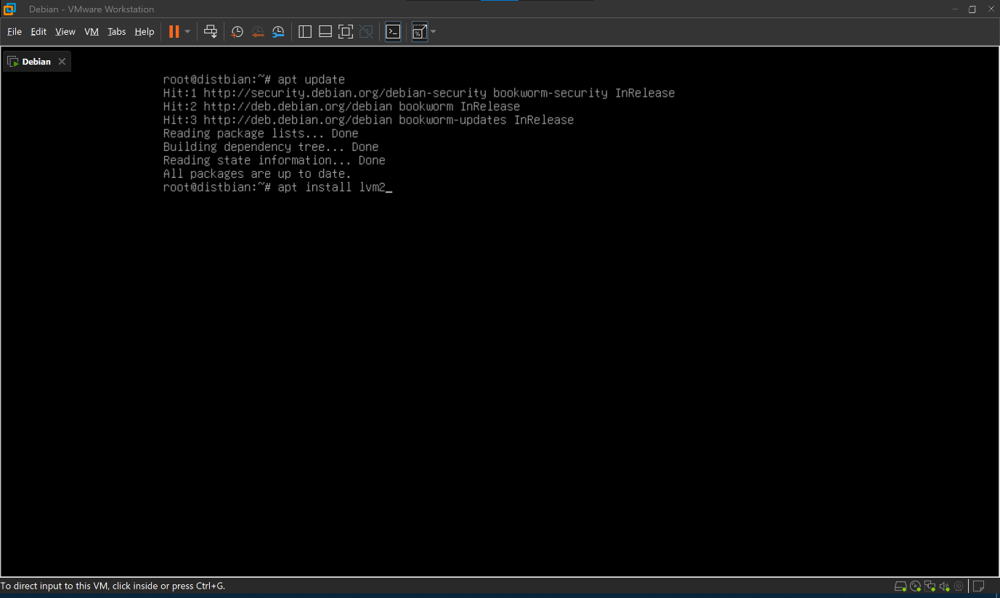 Debian - VMware Workstation
File Edit View VM Tabs Help
Debian
root@distbian:~# apt update
Hit:1 http://security.debian.org/debian-security bookworm-security InRelease
Hit:2 http://deb.debian.org/debian bookworm InRelease
Hit:3 http://deb.debian.org/debian bookworm-updates InRelease
Reading package lists... Done
Building dependency tree... Done
Reading state information... Done
All packages are up to date.
root@distbian:~# apt install lvm2_
To direct input to this VM, click inside or press Ctrl+G.